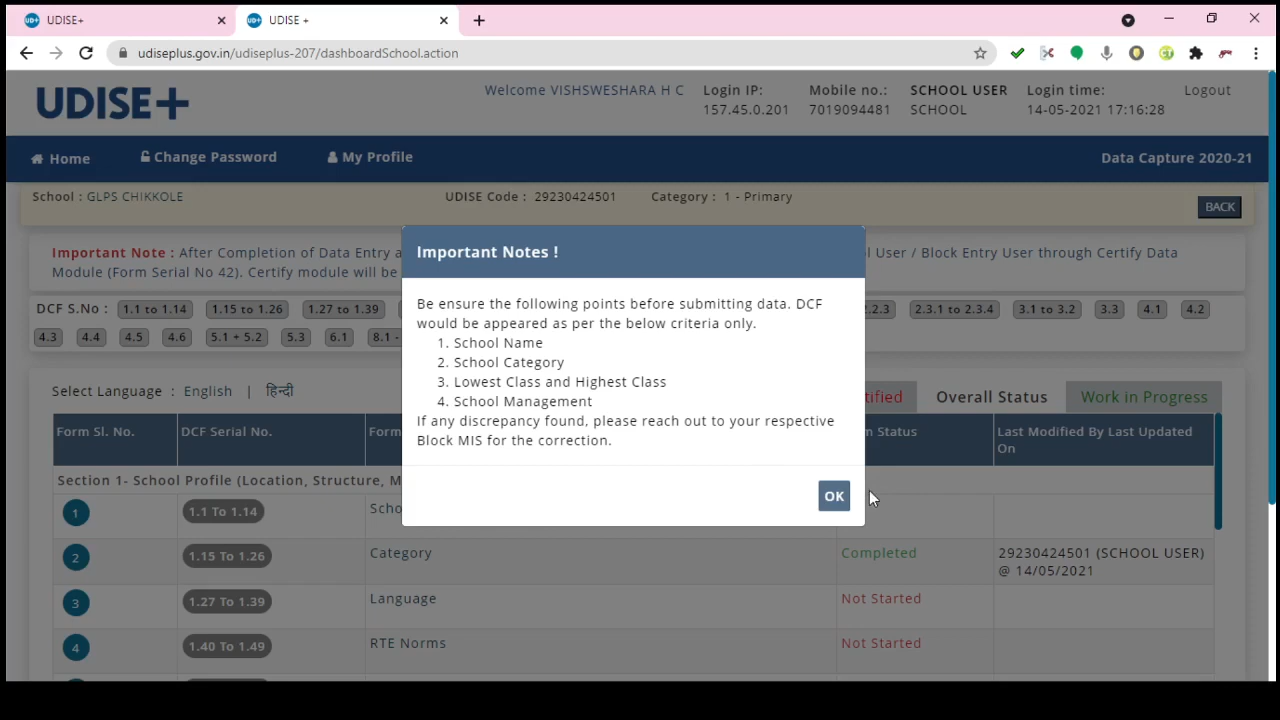 UDISE+
UDISE +
udiseplus.gov.in/udiseplus-207/dashboardSchool.action
UDISE+
Welcome VISHSWESHARA H C
Login IP:
157.45.0.201
Mobile no.:
7019094481
SCHOOL USER
SCHOOL
Login time:
14-05-2021 17:16:28
Logout
Home
Change Password
My Profile
Data Capture 2020-21
School : GLPS CHIKKOLE
UDISE Code : 29230424501
Category : 1 - Primary
BACK
Important Note : After Completion of Data Entry
l User / Block Entry User through Certify Data
Module (Form Serial No 42). Certify module will be
DCF S.No : 1.1 to 1.14 1.15 to 1.26 1.27 to 1.39 2.2.3 2.3.1 to 2.3.4 3.1 to 3.2 3.3 4.1 4.2
4.3 4.4 4.5 4.6 5.1 + 5.2 5.3 6.1 8.1 -
Important Notes !
Be ensure the following points before submitting data. DCF
would be appeared as per the below criteria only.
1. School Name
2. School Category
3. Lowest Class and Highest Class
4. School Management
If any discrepancy found, please reach out to your respective
Block MIS for the correction.
OK
Select Language : English | हिन्दी
tified
Overall Status
Work in Progress
Form Sl. No.
DCF Serial No.
Form
m Status
Last Modified By Last Updated
On
Section 1- School Profile (Location, Structure, M
1 1.1 To 1.14 Scho
2 1.15 To 1.26 Category Completed 29230424501 (SCHOOL USER)
@ 14/05/2021
3 1.27 To 1.39 Language Not Started
4 1.40 To 1.49 RTE Norms Not Started